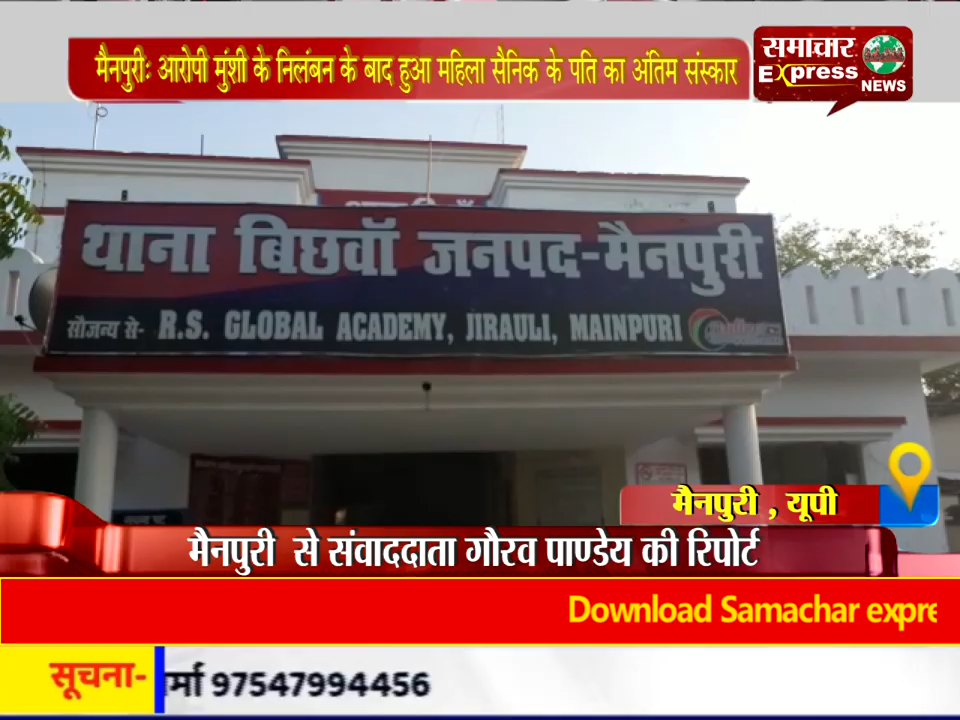 मैनपुरीः आरोपी मुंशी के निलंबन के बाद हुआ महिला सैनिक के पति का अंतिम संस्कार
समाचार
Express
NEWS
थाना बिछवॉ जनपद-मैनपुरी
सौजन्य से- R.S. GLOBAL ACADEMY, JIRAULI, MAINPURI
मैनपुरी , यूपी
मैनपुरी से संवाददाता गौरव पाण्डेय की रिपोर्ट
Download Samachar expre
सूचना- र्मा 97547994456